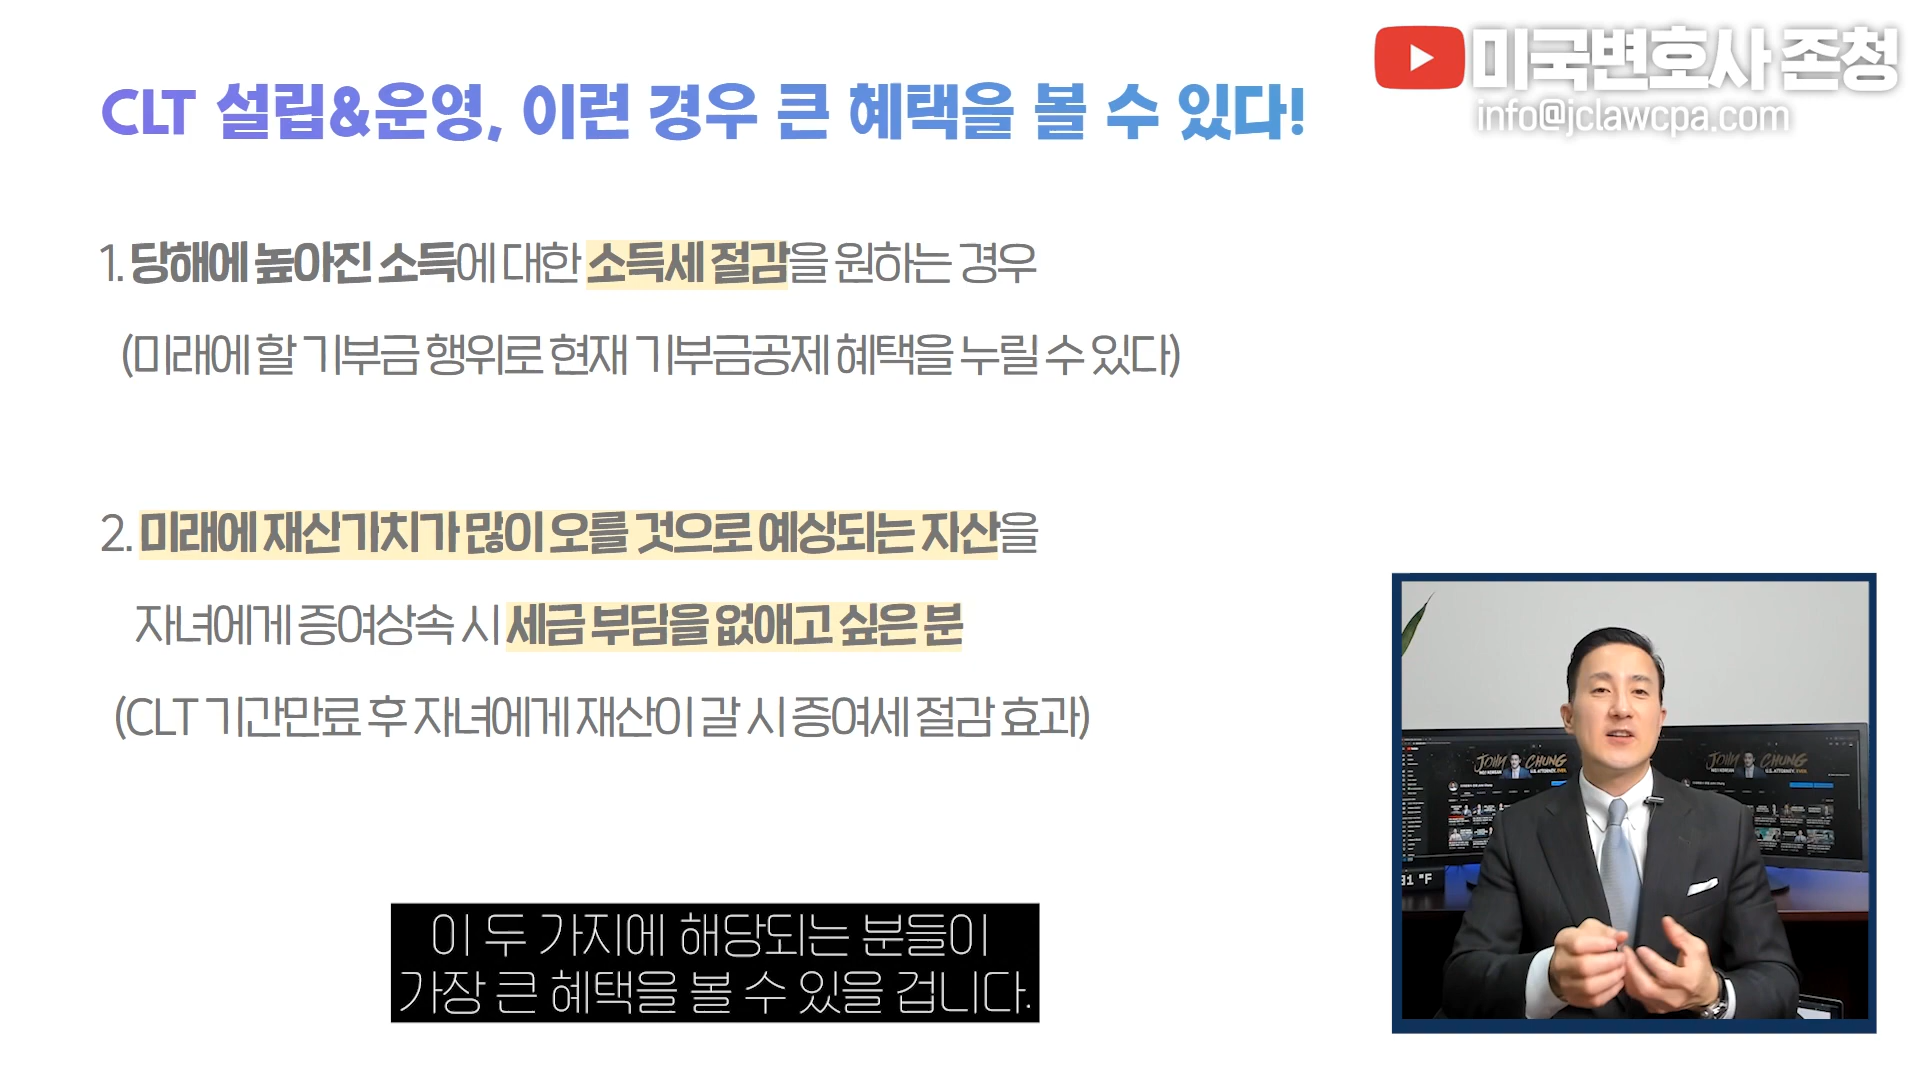 미국변호사 존청
info@jclawcpa.com
CLT 설립&운영, 이런 경우 큰 혜택을 볼 수 있다!
1. 당해에 높아진 소득에 대한 소득세 절감을 원하는 경우
(미래에 할 기부금 행위로 현재 기부금공제 혜택을 누릴 수 있다)
2. 미래에 재산가치가 많이 오를 것으로 예상되는 자산을
자녀에게 증여상속 시 세금 부담을 없애고 싶은 분
(CLT 기간만료 후 자녀에게 재산이 갈 시 증여세 절감 효과)
JOHN CHUNG
U.S. ATTORNEY,
JOHN CHUNG
U.S. ATTORNEY,
31 °F
이 두 가지에 해당되는 분들이
가장 큰 혜택을 볼 수 있을 겁니다.